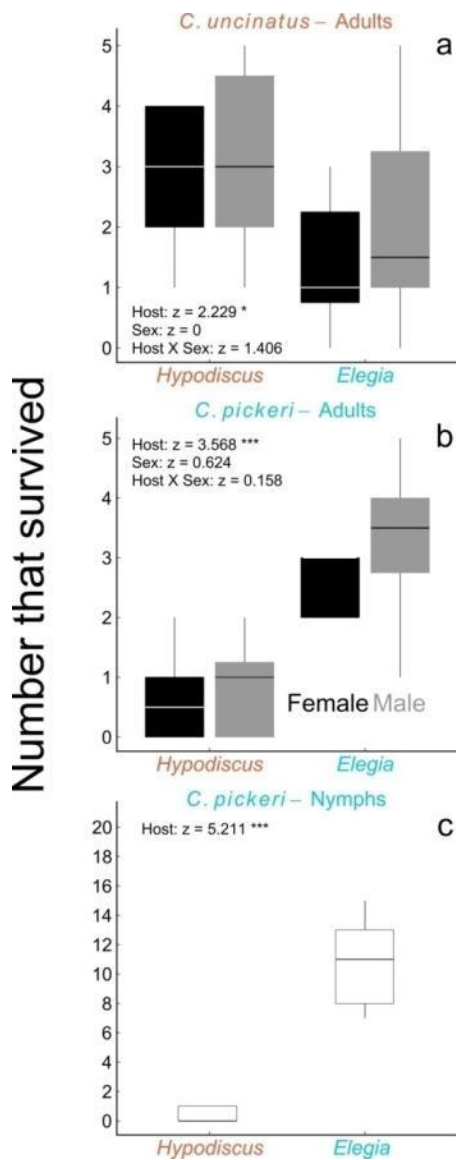 Number that survived
C. uncinatus – Adults
a
5
4
3
2
1
0
Host: z = 2.229 *
Sex: z = 0
Host X Sex: z = 1.406
Hypodiscus Elegia
C. pickeri – Adults
b
5
4
3
2
1
0
Host: z = 3.568 ***
Sex: z = 0.624
Host X Sex: z = 0.158
Female Male
Hypodiscus Elegia
C. pickeri – Nymphs
c
20
18
16
14
12
10
8
6
4
2
0
Host: z = 5.211 ***
Hypodiscus Elegia